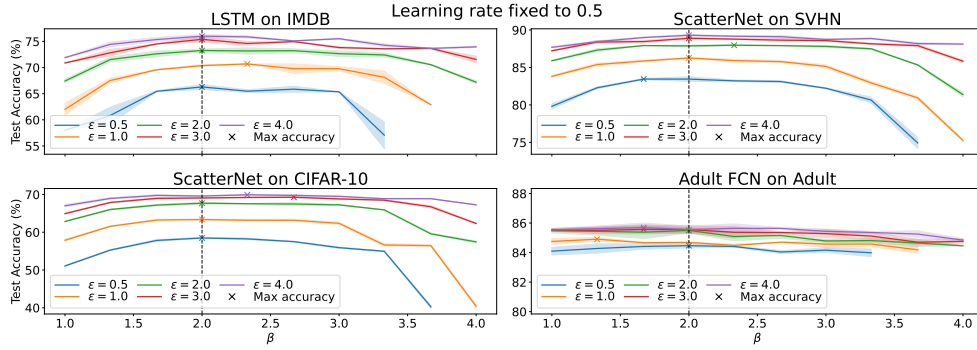 Learning rate fixed to 0.5
LSTM on IMDB
Test Accuracy (%)
75
70
65
60
55
ε = 0.5
ε = 1.0
ε = 2.0
ε = 3.0
ε = 4.0
Max accuracy
ScatterNet on SVHN
90
85
80
75
ε = 0.5
ε = 1.0
ε = 2.0
ε = 3.0
ε = 4.0
Max accuracy
ScatterNet on CIFAR-10
Test Accuracy (%)
70
60
50
40
ε = 0.5
ε = 1.0
ε = 2.0
ε = 3.0
ε = 4.0
Max accuracy
1.0 1.5 2.0 2.5 3.0 3.5 4.0
β
Adult FCN on Adult
88
86
84
82
80
ε = 0.5
ε = 1.0
ε = 2.0
ε = 3.0
ε = 4.0
Max accuracy
1.0 1.5 2.0 2.5 3.0 3.5 4.0
β